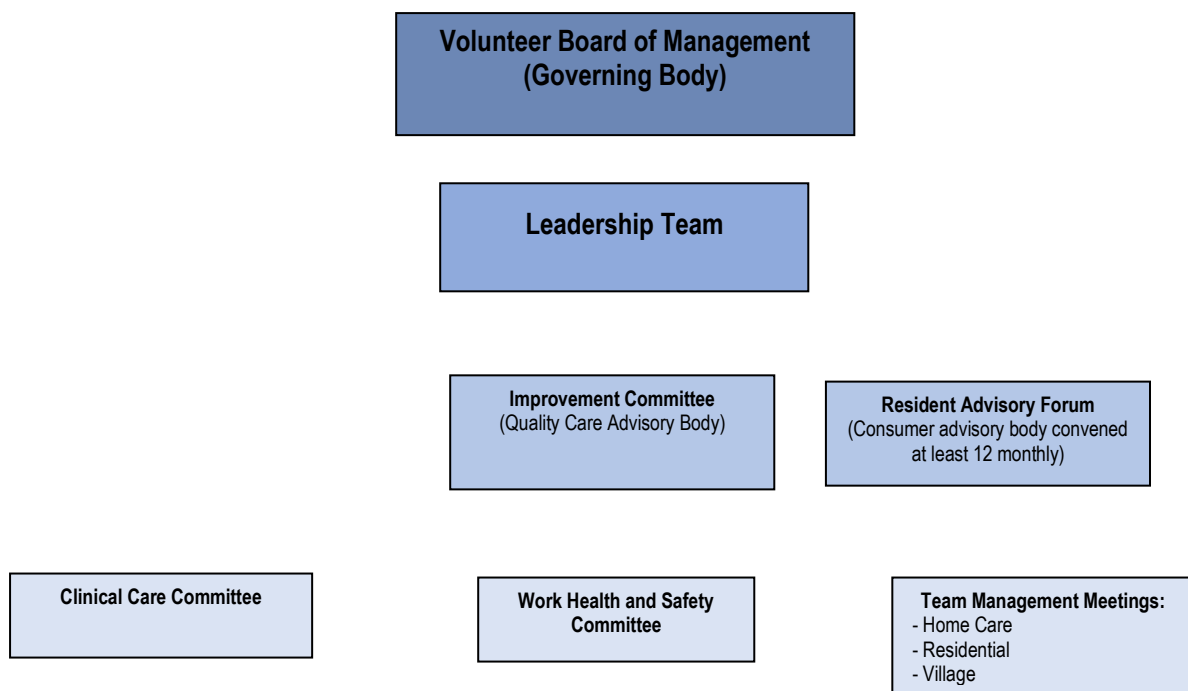 Volunteer Board of Management
(Governing Body)
Leadership Team
Improvement Committee
(Quality Care Advisory Body)
Resident Advisory Forum
(Consumer advisory body convened
at least 12 monthly)
Clinical Care Committee
Work Health and Safety
Committee
Team Management Meetings:
- Home Care
- Residential
- Village